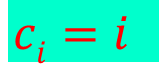 c_i = i